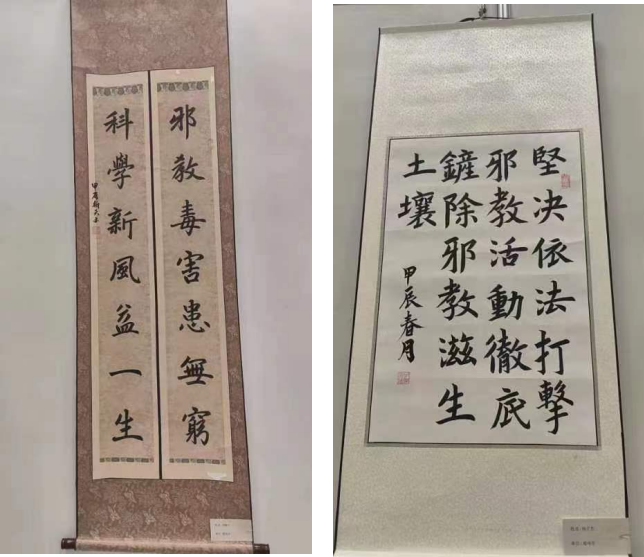 邪教毒害患無窮
科學新風益一生
堅决依法打擊
邪教活動徹底
鏟除邪教滋生
土壤
甲辰春月